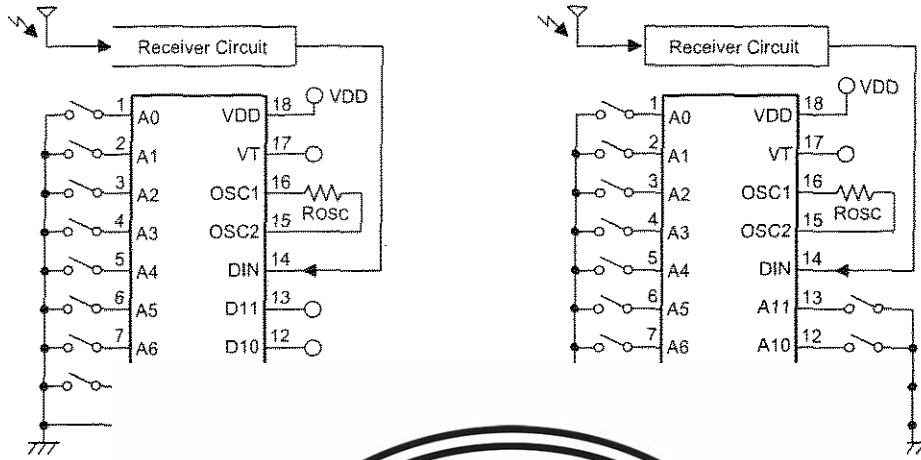 Receiver Circuit
1 A0 VDD 18 VDD
2 A1 VT 17
3 A2 OSC1 16
ROSC
4 A3 OSC2 15
5 A4 DIN 14
6 A5 D11 13
7 A6 D10 12
Receiver Circuit
1 A0 VDD 18 VDD
2 A1 VT 17
3 A2 OSC1 16
ROSC
4 A3 OSC2 15
5 A4 DIN 14
6 A5 A11 13
7 A6 A10 12